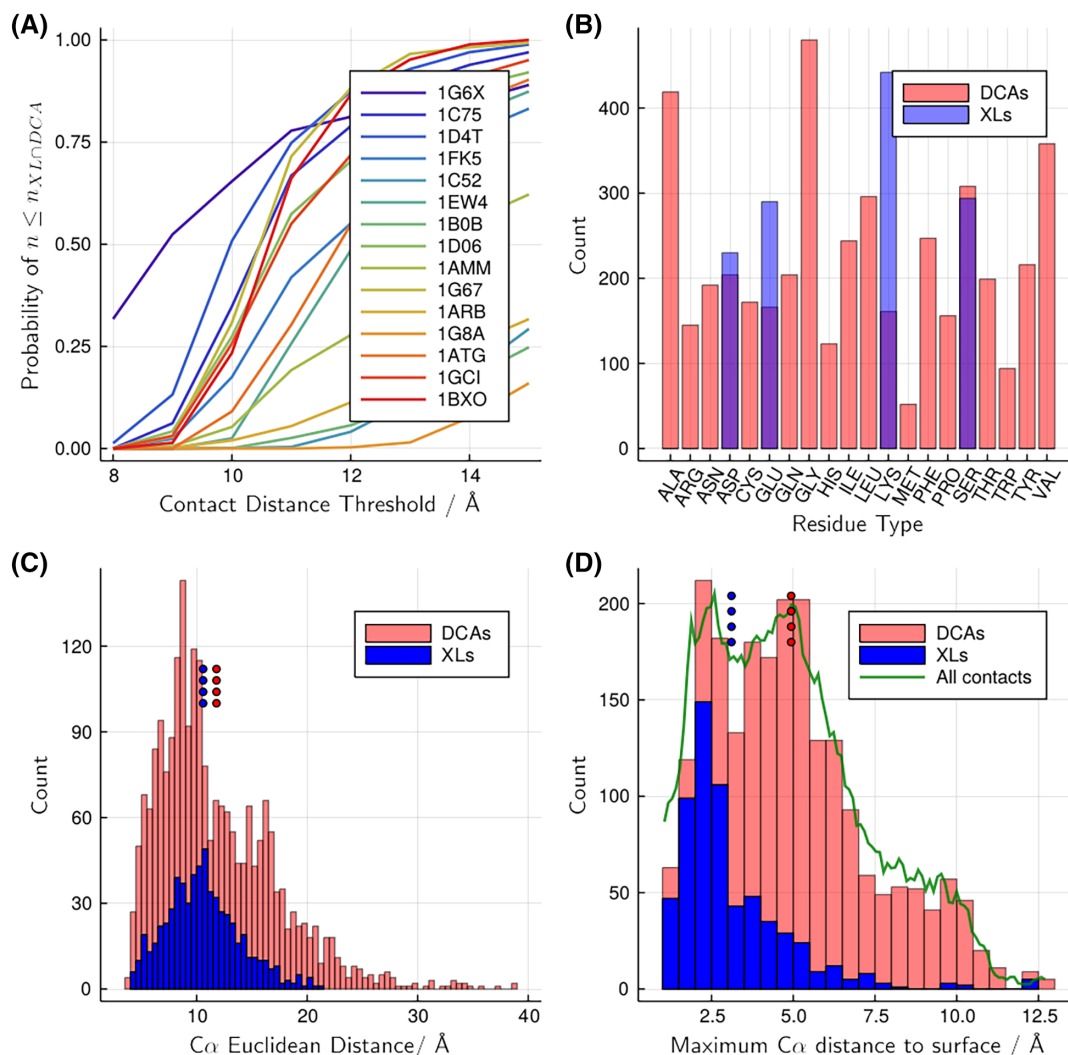 (A)
1.00
0.75
0.50
0.25
0.00
8
10
12
14
Probability of n ≤ n_{XL∩DCA}
Contact Distance Threshold / Å
1G6X
1C75
1D4T
1FK5
1C52
1EW4
1B0B
1D06
1AMM
1G67
1ARB
1G8A
1ATG
1GCI
1BXO
(B)
400
300
200
100
0
Count
DCAs
XLs
ALA
ARG
ASN
ASP
CYS
GLU
GLN
GLY
HIS
ILE
LEU
LYS
MET
PHE
PRO
SER
THR
TRP
TYR
VAL
Residue Type
(C)
120
90
60
30
0
Count
DCAs
XLs
10
20
30
40
Cα Euclidean Distance/ Å
(D)
200
150
100
50
0
Count
DCAs
XLs
All contacts
2.5
5.0
7.5
10.0
12.5
Maximum Cα distance to surface / Å